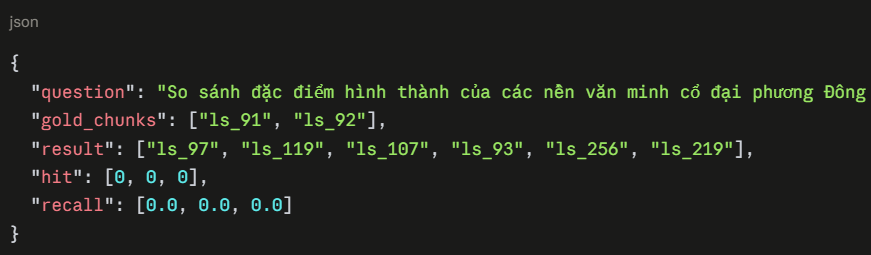 json
{
"question": "So sánh đặc điểm hình thành của các nền văn minh cổ đại phương Đông
"gold_chunks": ["ls_91", "ls_92"],
"result": ["ls_97", "ls_119", "ls_107", "ls_93", "ls_256", "ls_219"],
"hit": [0, 0, 0],
"recall": [0.0, 0.0, 0.0]
}